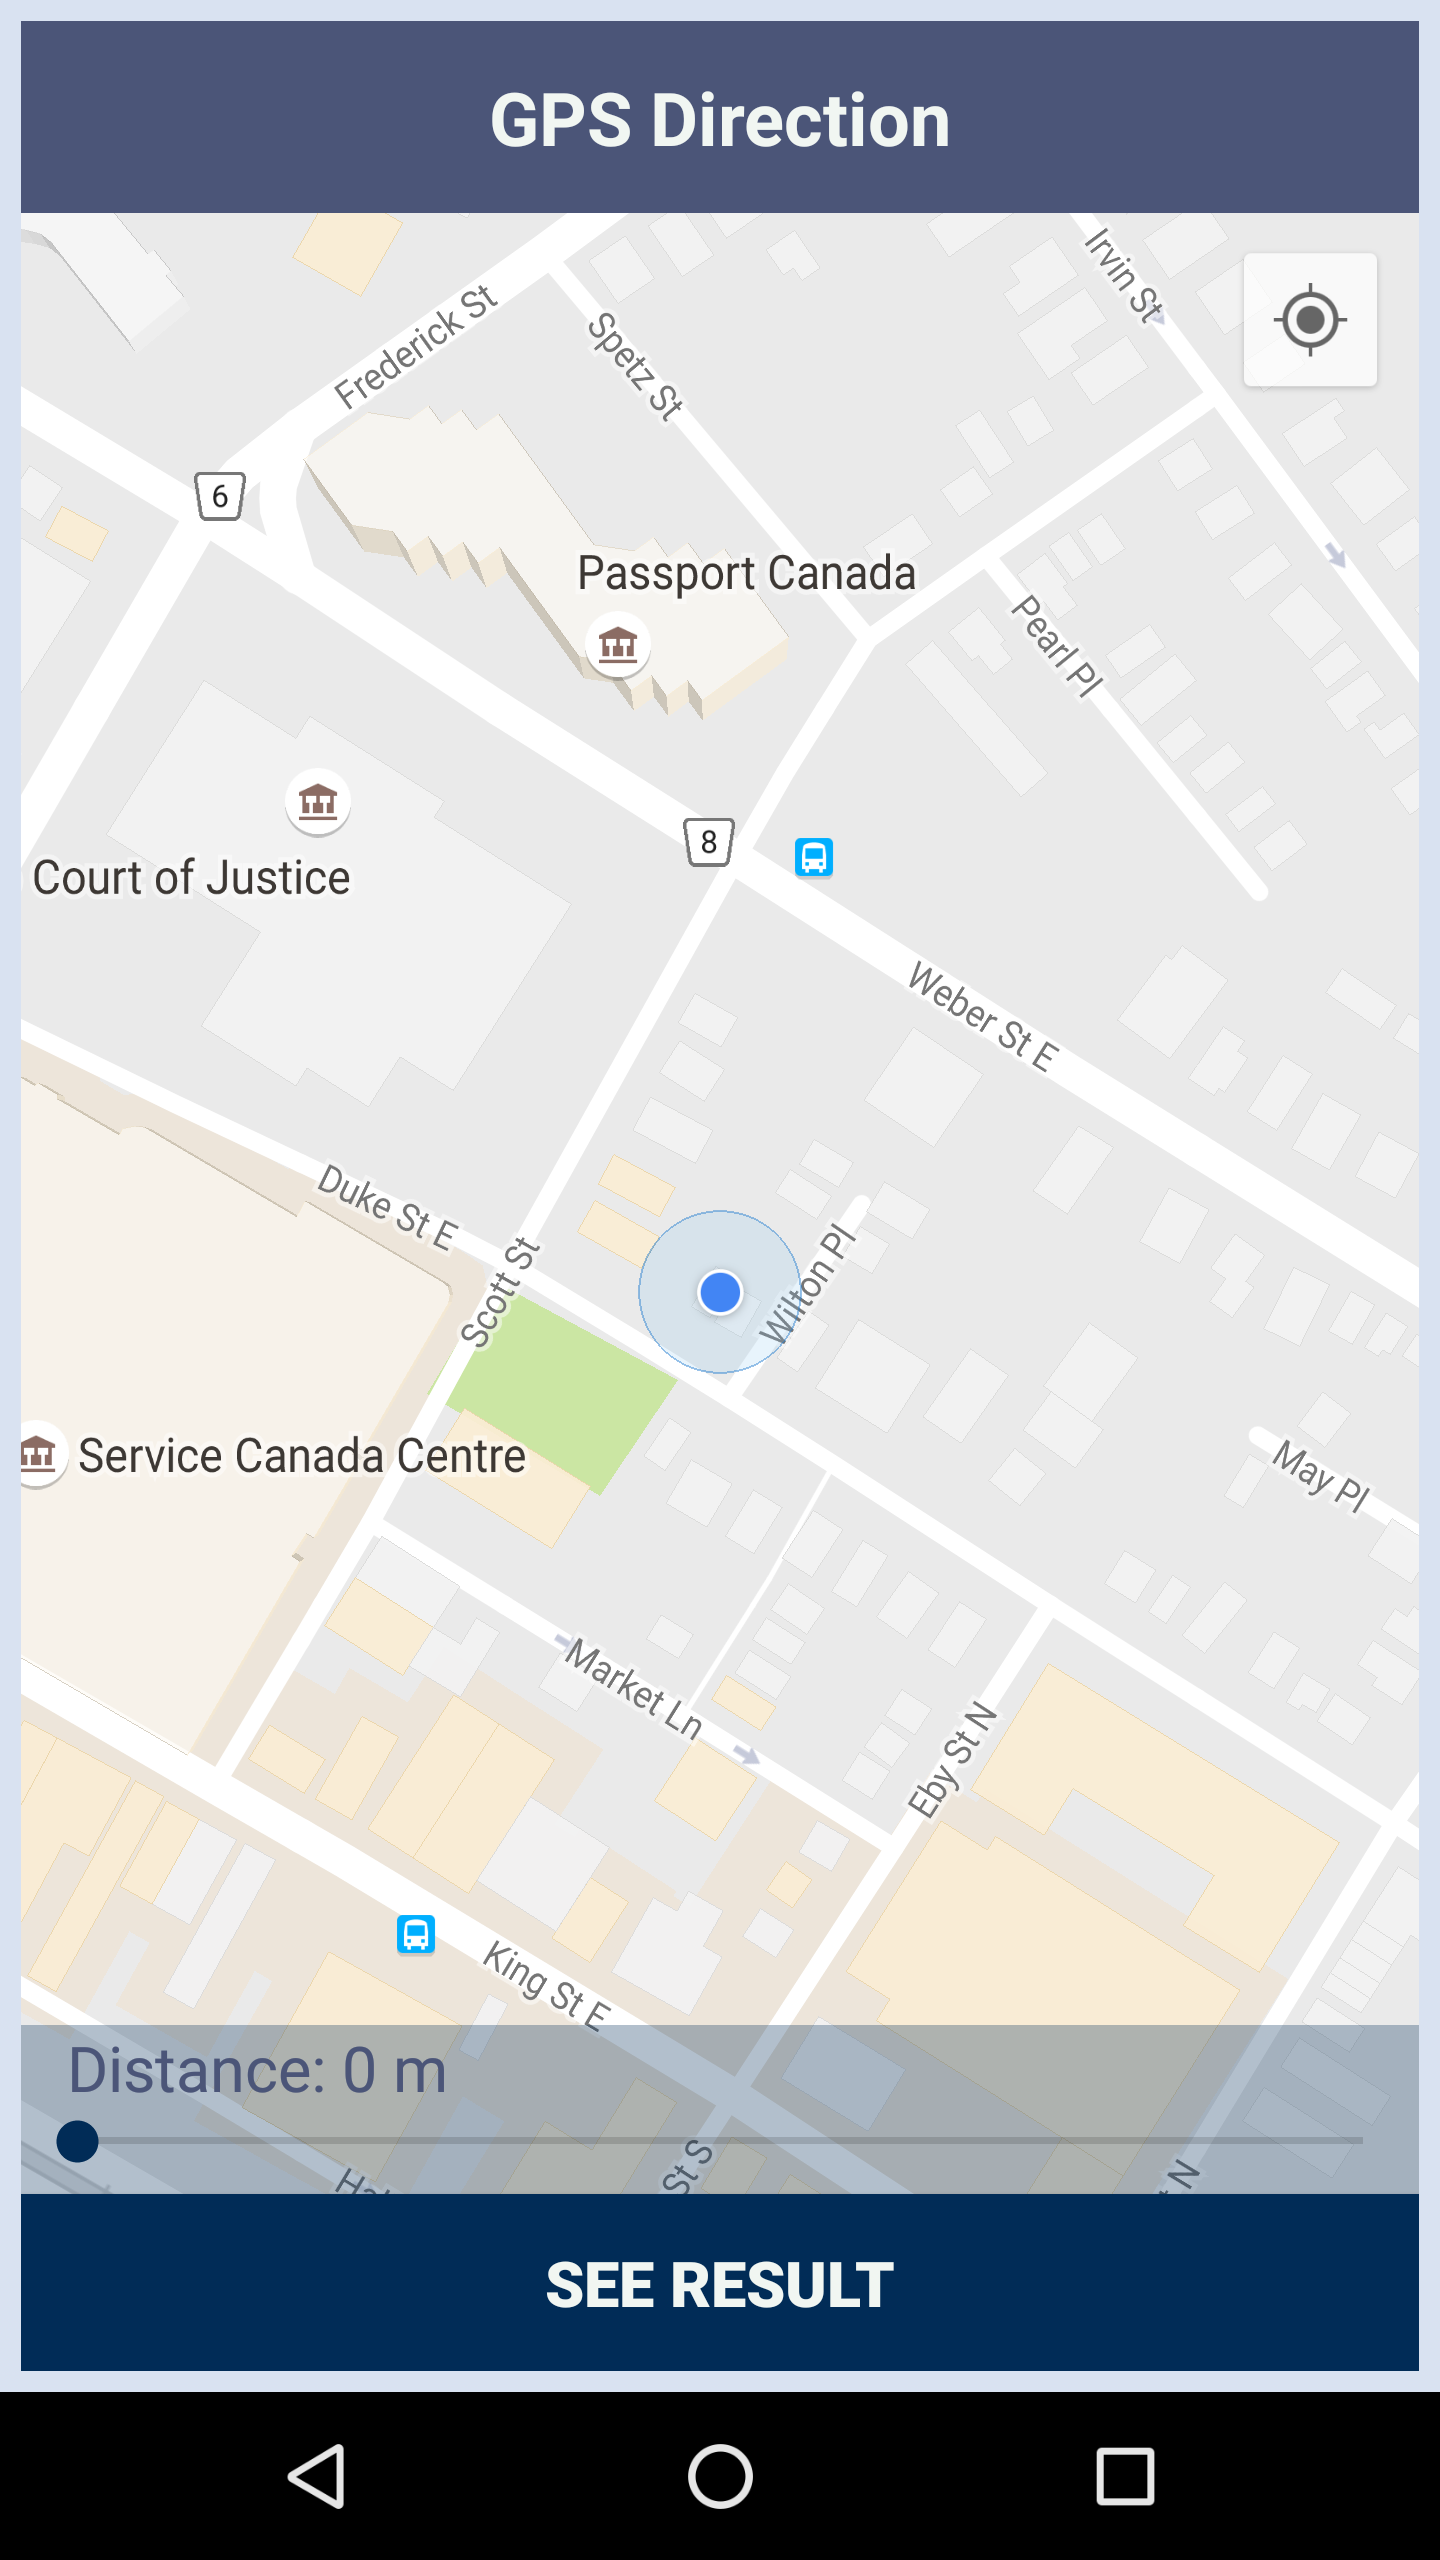 GPS Direction
Irvin St
Frederick St
Spetz St
6
Passport Canada
Pearl Pl
8
Court of Justice
Weber St E
Duke St E
Scott St
Wilton Pl
Service Canada Centre
May Pl
Market Ln
Eby St N
King St E
Distance: 0 m
St S
SEE RESULT